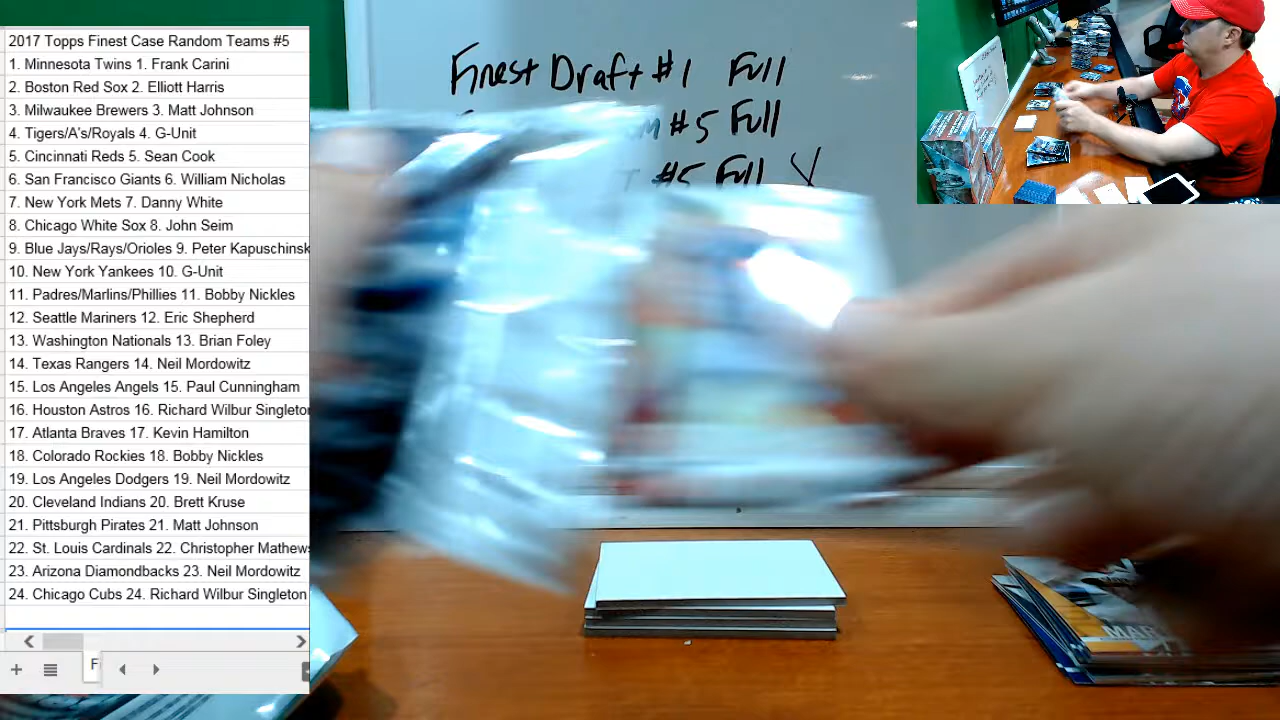 2017 Topps Finest Case Random Teams #5
1. Minnesota Twins 1. Frank Carini
2. Boston Red Sox 2. Elliott Harris
3. Milwaukee Brewers 3. Matt Johnson
4. Tigers/A's/Royals 4. G-Unit
5. Cincinnati Reds 5. Sean Cook
6. San Francisco Giants 6. William Nicholas
7. New York Mets 7. Danny White
8. Chicago White Sox 8. John Seim
9. Blue Jays/Rays/Orioles 9. Peter Kapuschinsk
10. New York Yankees 10. G-Unit
11. Padres/Marlins/Phillies 11. Bobby Nickles
12. Seattle Mariners 12. Eric Shepherd
13. Washington Nationals 13. Brian Foley
14. Texas Rangers 14. Neil Mordowitz
15. Los Angeles Angels 15. Paul Cunningham
16. Houston Astros 16. Richard Wilbur Singleton
17. Atlanta Braves 17. Kevin Hamilton
18. Colorado Rockies 18. Bobby Nickles
19. Los Angeles Dodgers 19. Neil Mordowitz
20. Cleveland Indians 20. Brett Kruse
21. Pittsburgh Pirates 21. Matt Johnson
22. St. Louis Cardinals 22. Christopher Mathews
23. Arizona Diamondbacks 23. Neil Mordowitz
24. Chicago Cubs 24. Richard Wilbur Singleton
F
Finest Draft #1 Full
#5 Full
#5 Full